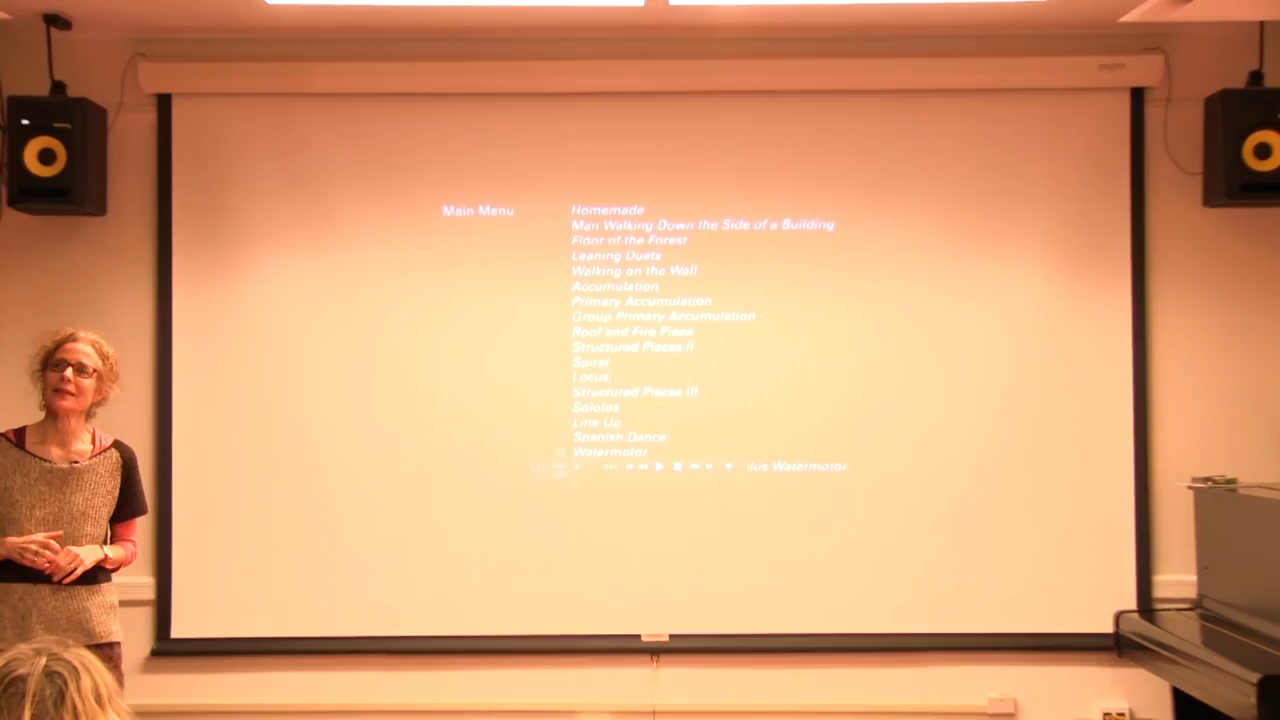 Main Menu
Homemade
Man Walking Down the Side of a Building
Floor of the Forest
Leaning Duets
Walking on the Wall
Accumulation
Primary Accumulation
Group Primary Accumulation
Roof and Fire Piece
Structured Pieces II
Spiral
Locus
Structured Pieces III
Sololos
Line Up
Spanish Dance
Watermotor
lus Watermotor